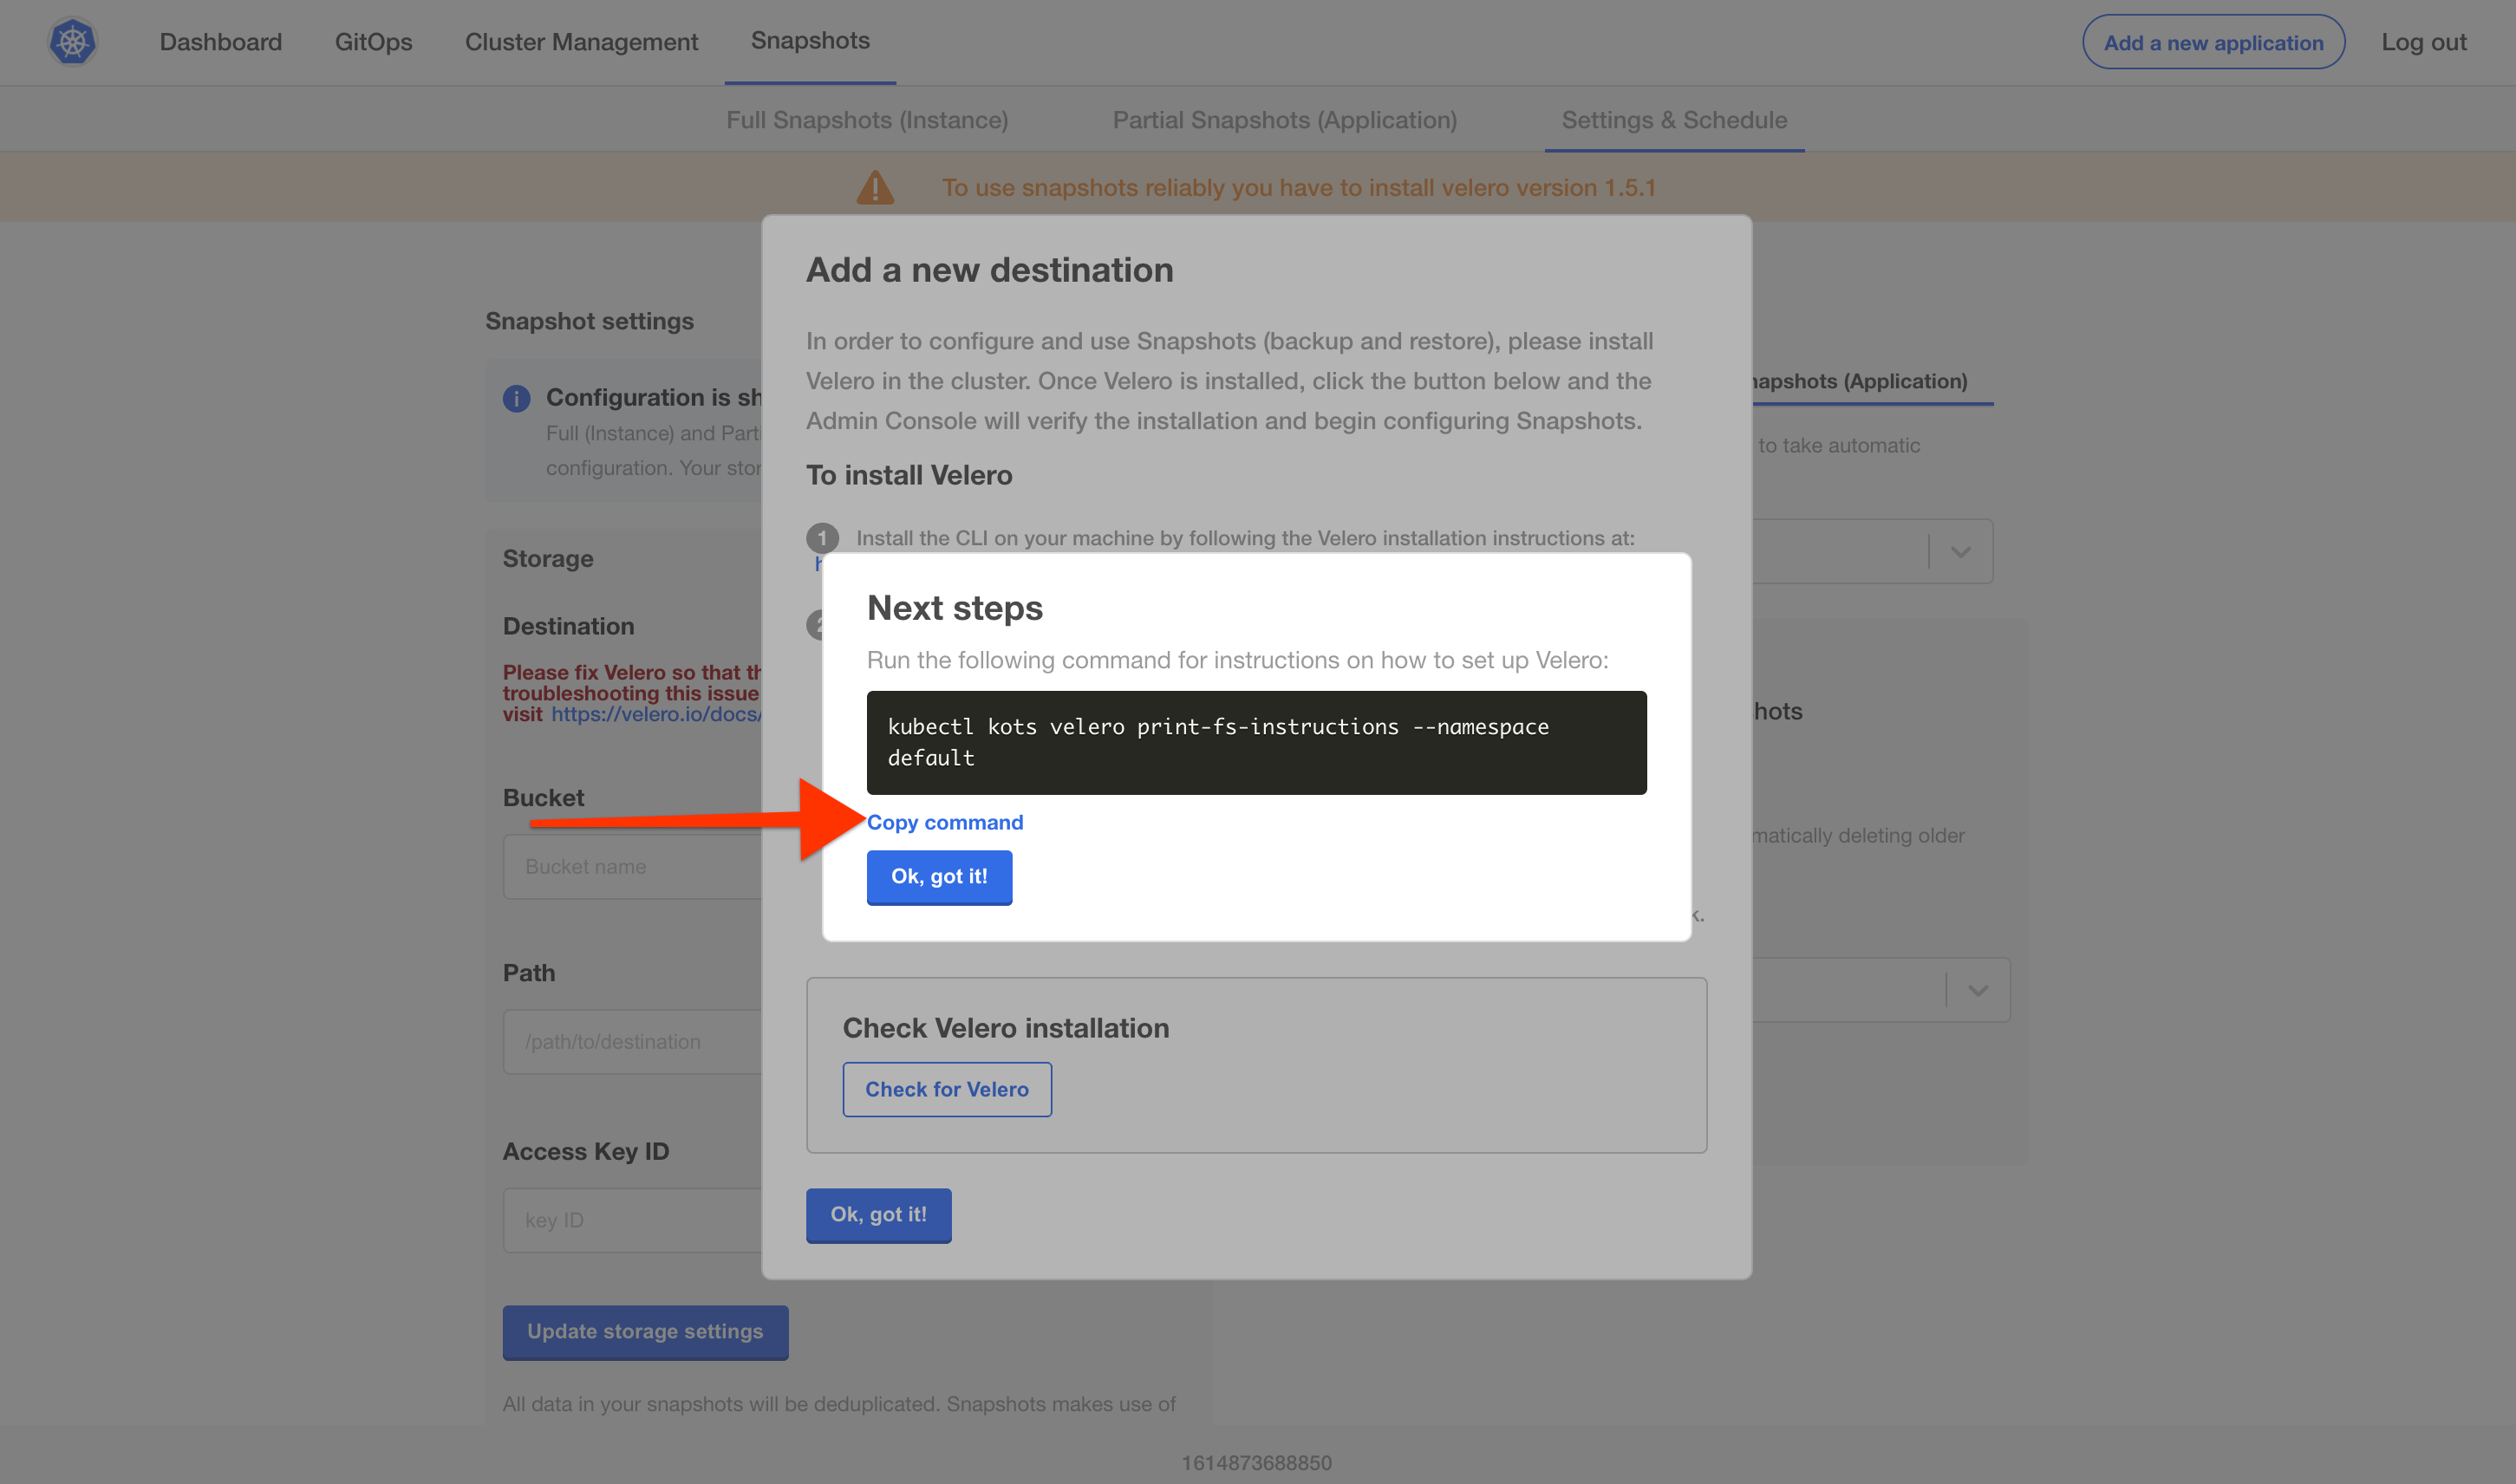 Dashboard
GitOps
Cluster Management
Snapshots
Add a new application
Log out
Full Snapshots (Instance)
Partial Snapshots (Application)
Settings & Schedule
To use snapshots reliably you have to install velero version 1.5.1
Add a new destination
In order to configure and use Snapshots (backup and restore), please install
Velero in the cluster. Once Velero is installed, click the button below and the
Admin Console will verify the installation and begin configuring Snapshots.
To install Velero
1 Install the CLI on your machine by following the Velero installation instructions at:
Next steps
Run the following command for instructions on how to set up Velero:
kubectl kots velero print-fs-instructions --namespace
default
Copy command
Ok, got it!
Check Velero installation
Check for Velero
Ok, got it!
Snapshot settings
Configuration is
Full (Instance) and
configuration. Your
Storage
Destination
Please fix Velero so that
troubleshooting this issue
visit https://velero.io/docs/
Bucket
Bucket name
Path
/path/to/destination
Access Key ID
key ID
Update storage settings
All data in your snapshots will be deduplicated. Snapshots makes use of
(Application)
to take automatic
deleting older
1614873688850